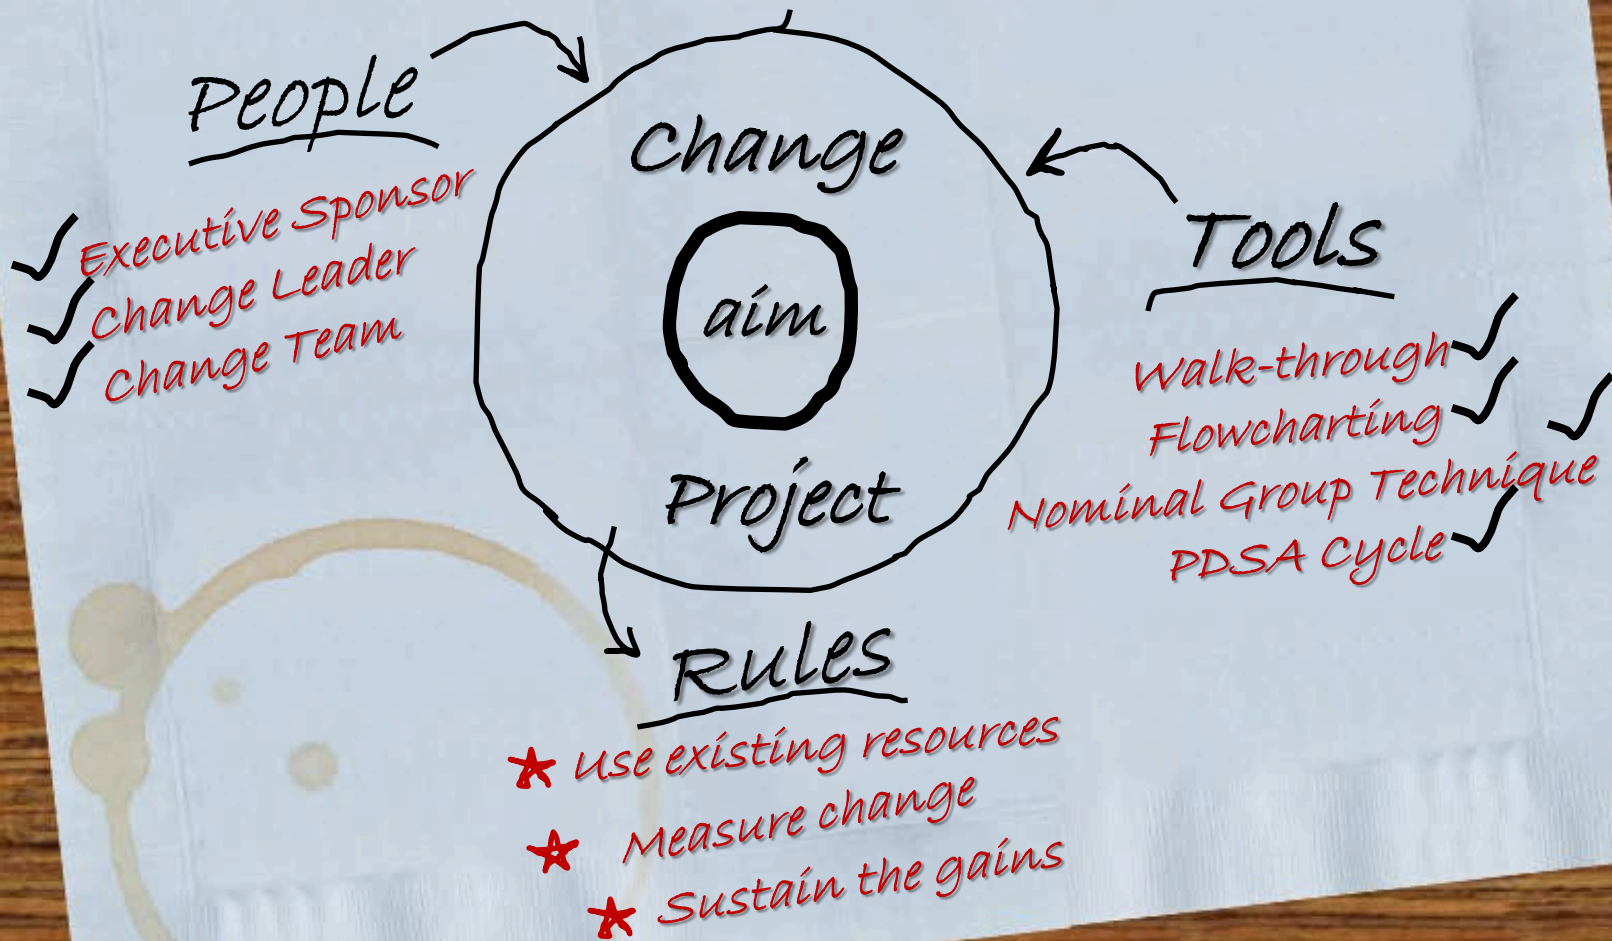 People
Executive Sponsor
Change Leader
Change Team
Change
aim
Project
Tools
Walk-through
Flowcharting
Nominal Group Technique
PDSA Cycle
Rules
Use existing resources
Measure change
Sustain the gains